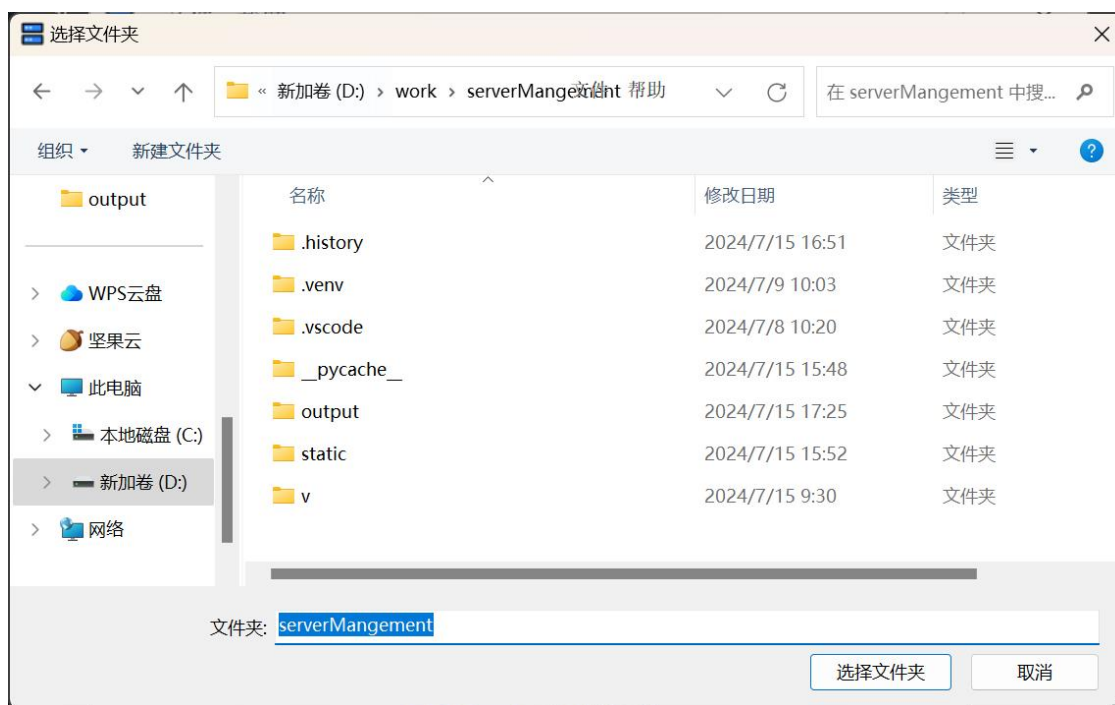 选择文件夹
« 新加卷 (D:) › work › serverMangement 文件 帮助
在 serverMangement 中搜...
组织 新建文件夹
output
WPS云盘
坚果云
此电脑
本地磁盘 (C:)
新加卷 (D:)
网络
名称 修改日期 类型
.history 2024/7/15 16:51 文件夹
.venv 2024/7/9 10:03 文件夹
.vscode 2024/7/8 10:20 文件夹
__pycache__ 2024/7/15 15:48 文件夹
output 2024/7/15 17:25 文件夹
static 2024/7/15 15:52 文件夹
v 2024/7/15 9:30 文件夹
文件夹: serverMangement
选择文件夹 取消